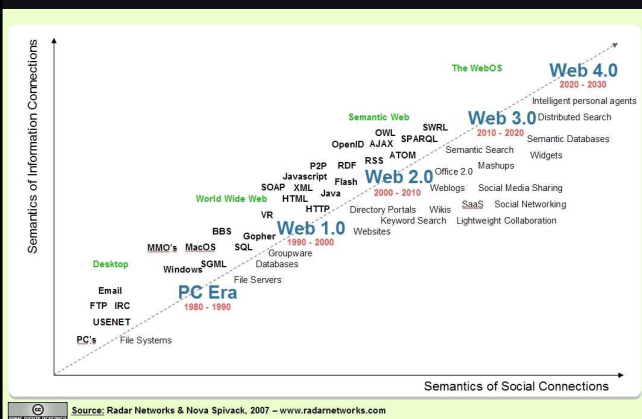 Semantics of Information Connections
The WebOS
Web 4.0
2020 - 2030
Intelligent personal agents
Semantic Web
Web 3.0
2010 - 2020
Distributed Search
SWRL
OWL
SPARQL
OpenID
AJAX
Semantic Databases
Semantic Search
ATOM
Widgets
RSS
P2P
RDF
Mashups
Office 2.0
Javascript
Flash
Web 2.0
2000 - 2010
SOAP
XML
Java
Weblogs
Social Media Sharing
World Wide Web
HTML
SaaS
Social Networking
HTTP
Directory Portals
Wikis
VR
Keyword Search
Lightweight Collaboration
Web 1.0
1990 - 2000
Websites
BBS
Gopher
MMO's
MacOS
SQL
Groupware
Desktop
SGML
Databases
Windows
File Servers
Email
PC Era
1980 - 1990
FTP
IRC
USENET
PC's
File Systems
Semantics of Social Connections
cc
Source: Radar Networks & Nova Spivack, 2007 – www.radarnetworks.com